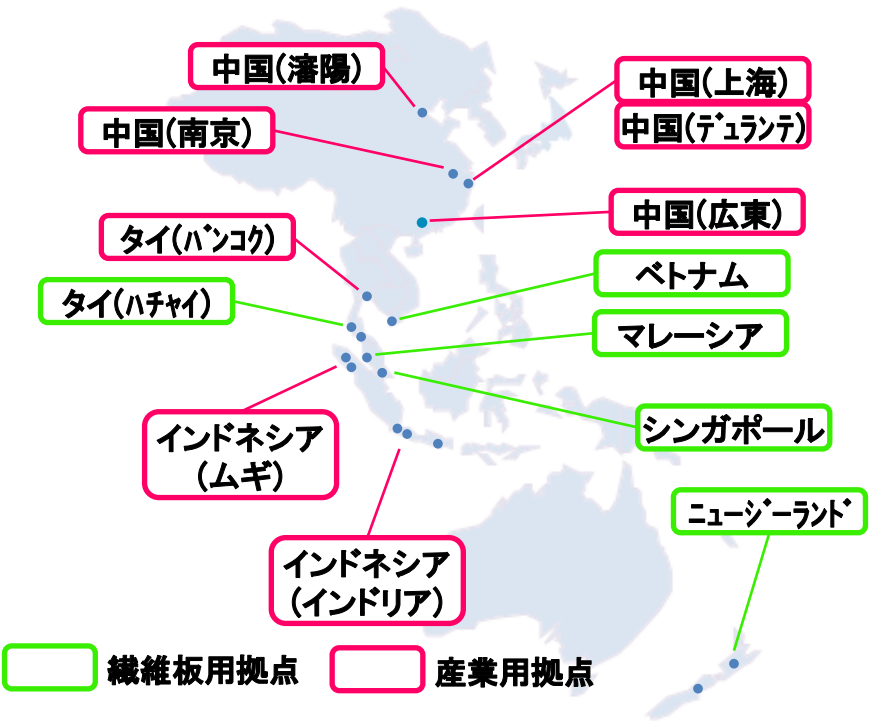 中国(瀋陽)
中国(上海)
中国(ﾃﾞｭランテ)
中国(南京)
中国(広東)
タイ(ﾊﾞﾝｺｸ)
ベトナム
タイ(ﾊチャイ)
マレーシア
インドネシア
(ムギ)
シンガポール
ﾆｭｰｼﾞｰﾗﾝﾄﾞ
インドネシア
(インドリア)
繊維板用拠点
産業用拠点